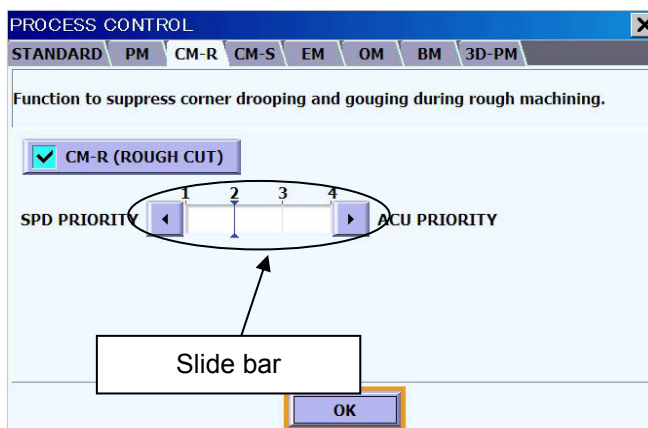 PROCESS CONTROL
STANDARD PM CM-R CM-S EM OM BM 3D-PM
Function to suppress corner drooping and gouging during rough machining.
CM-R (ROUGH CUT)
1 2 3 4
SPD PRIORITY ACU PRIORITY
Slide bar
OK